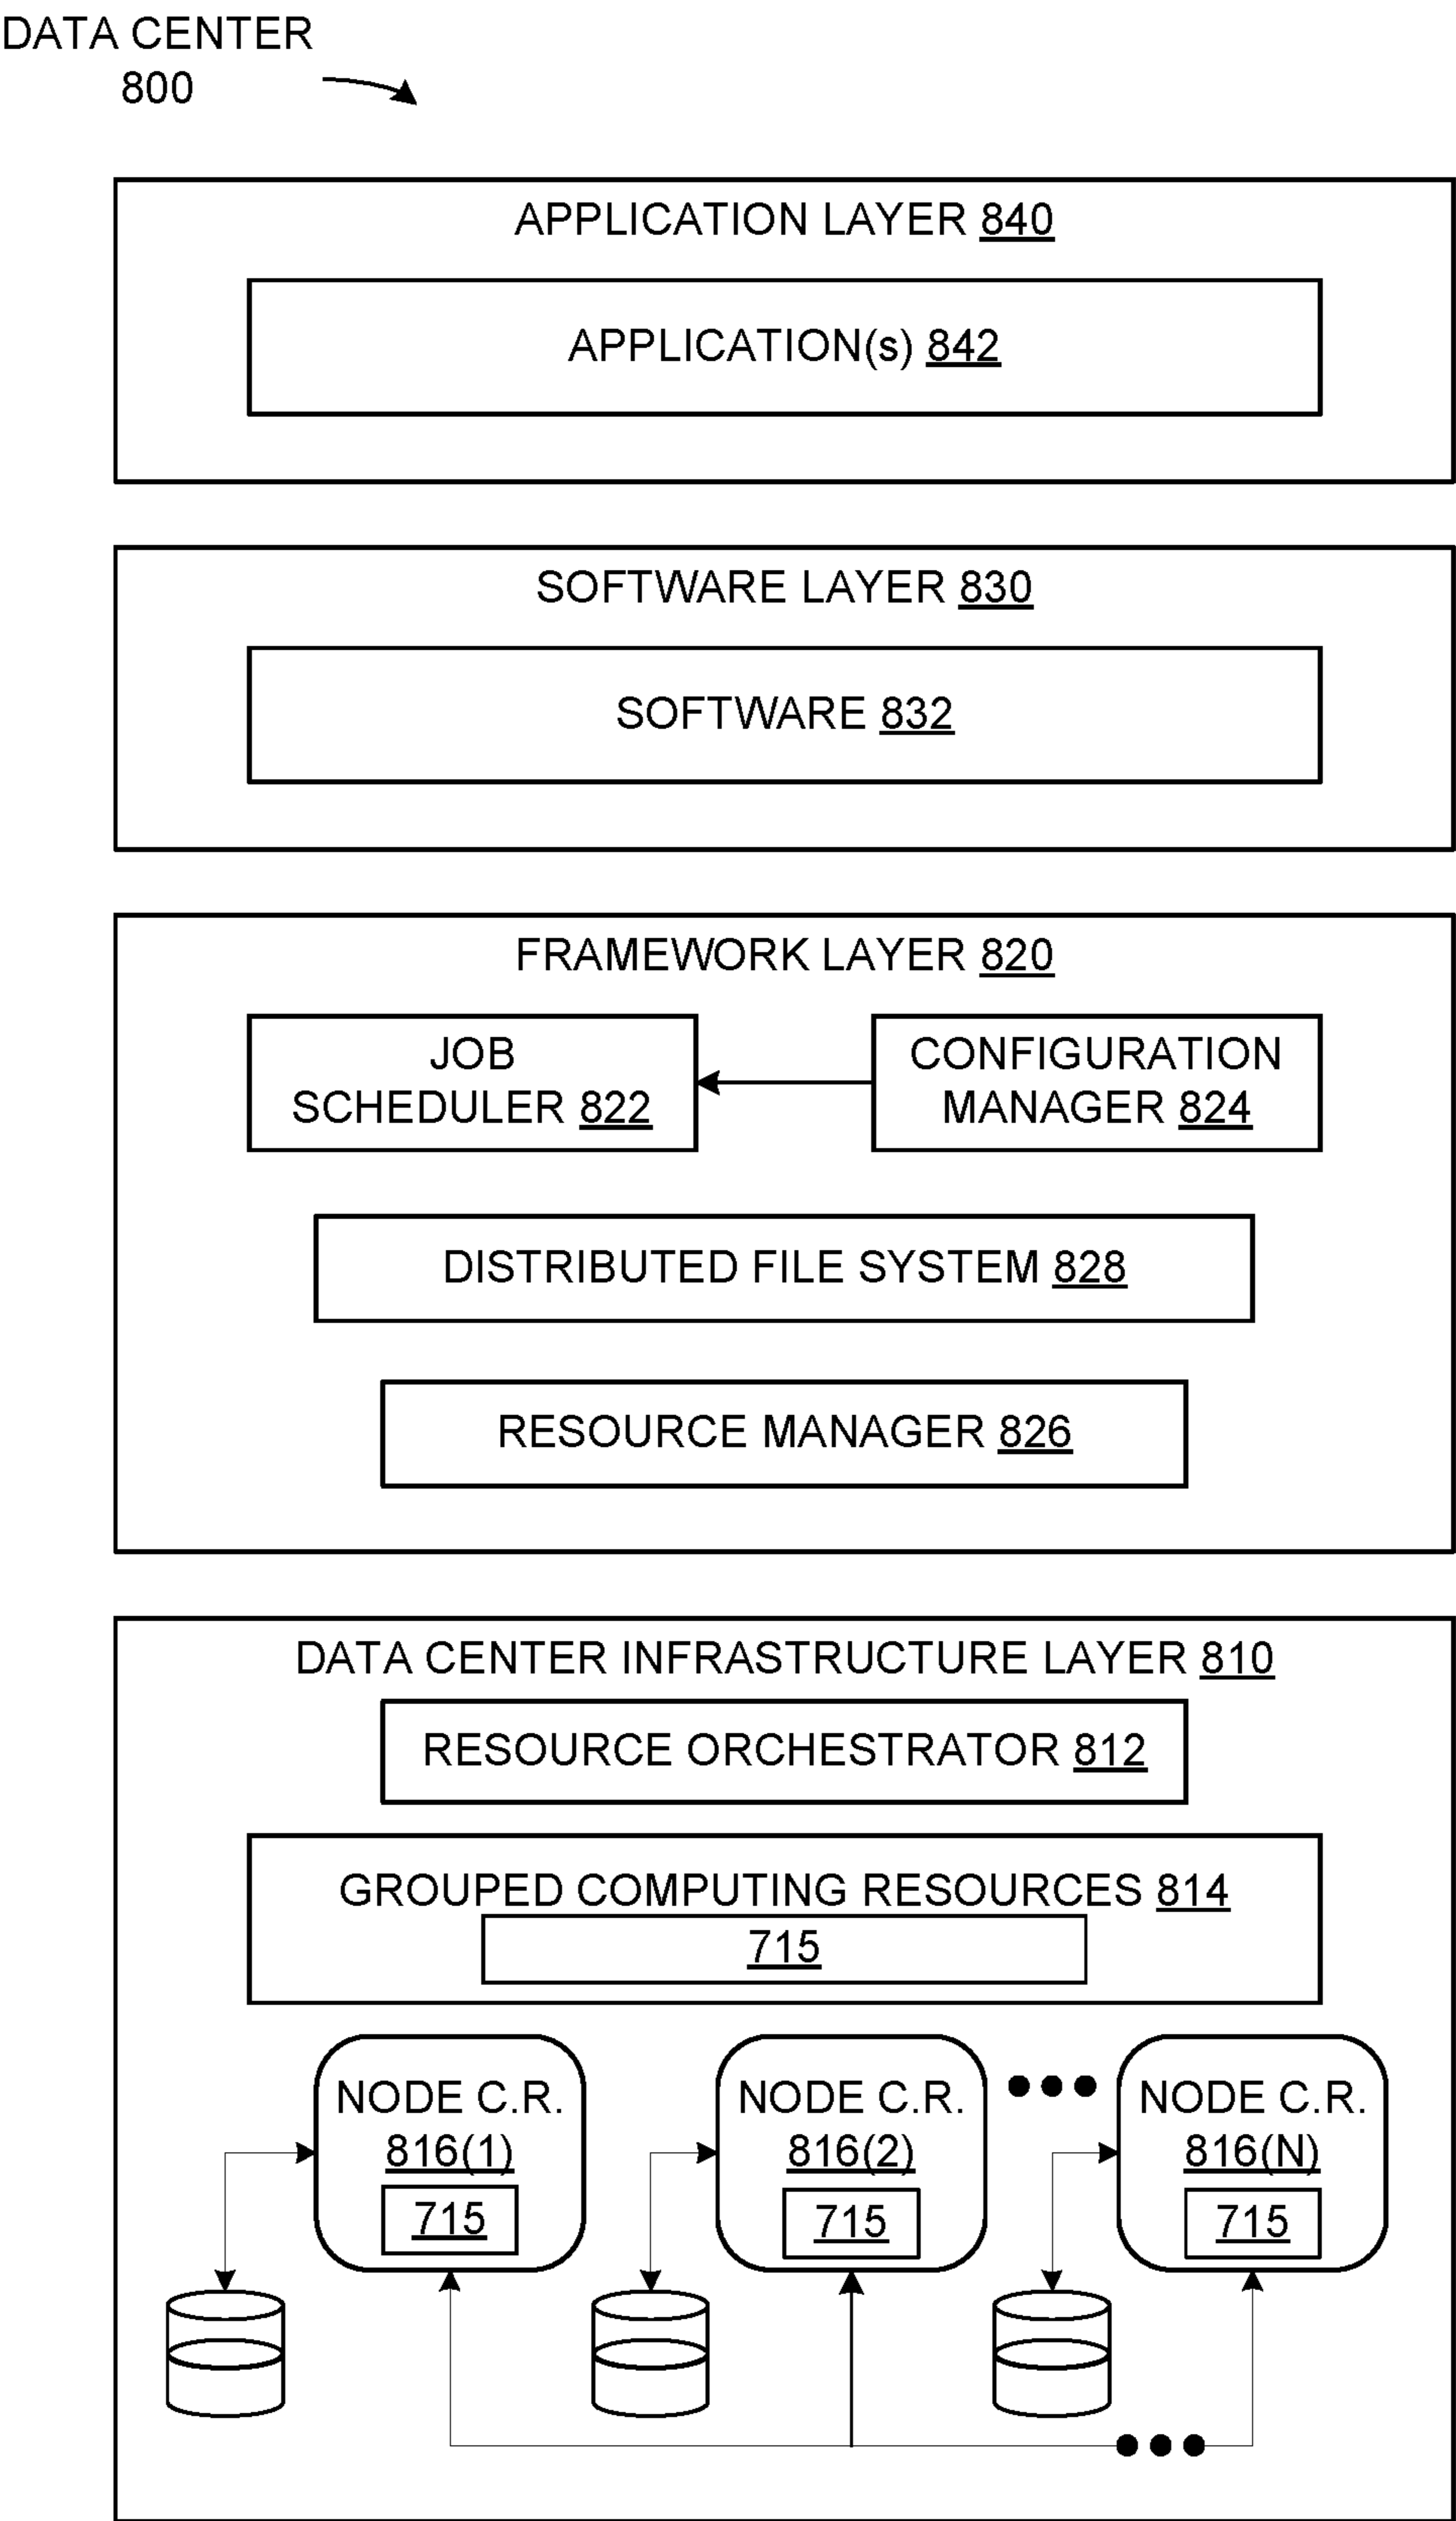 DATA CENTER
800
APPLICATION LAYER 840
APPLICATION(s) 842
SOFTWARE LAYER 830
SOFTWARE 832
FRAMEWORK LAYER 820
JOB
SCHEDULER 822
CONFIGURATION
MANAGER 824
DISTRIBUTED FILE SYSTEM 828
RESOURCE MANAGER 826
DATA CENTER INFRASTRUCTURE LAYER 810
RESOURCE ORCHESTRATOR 812
GROUPED COMPUTING RESOURCES 814
715
NODE C.R.
816(1)
715
NODE C.R.
816(2)
715
NODE C.R.
816(N)
715